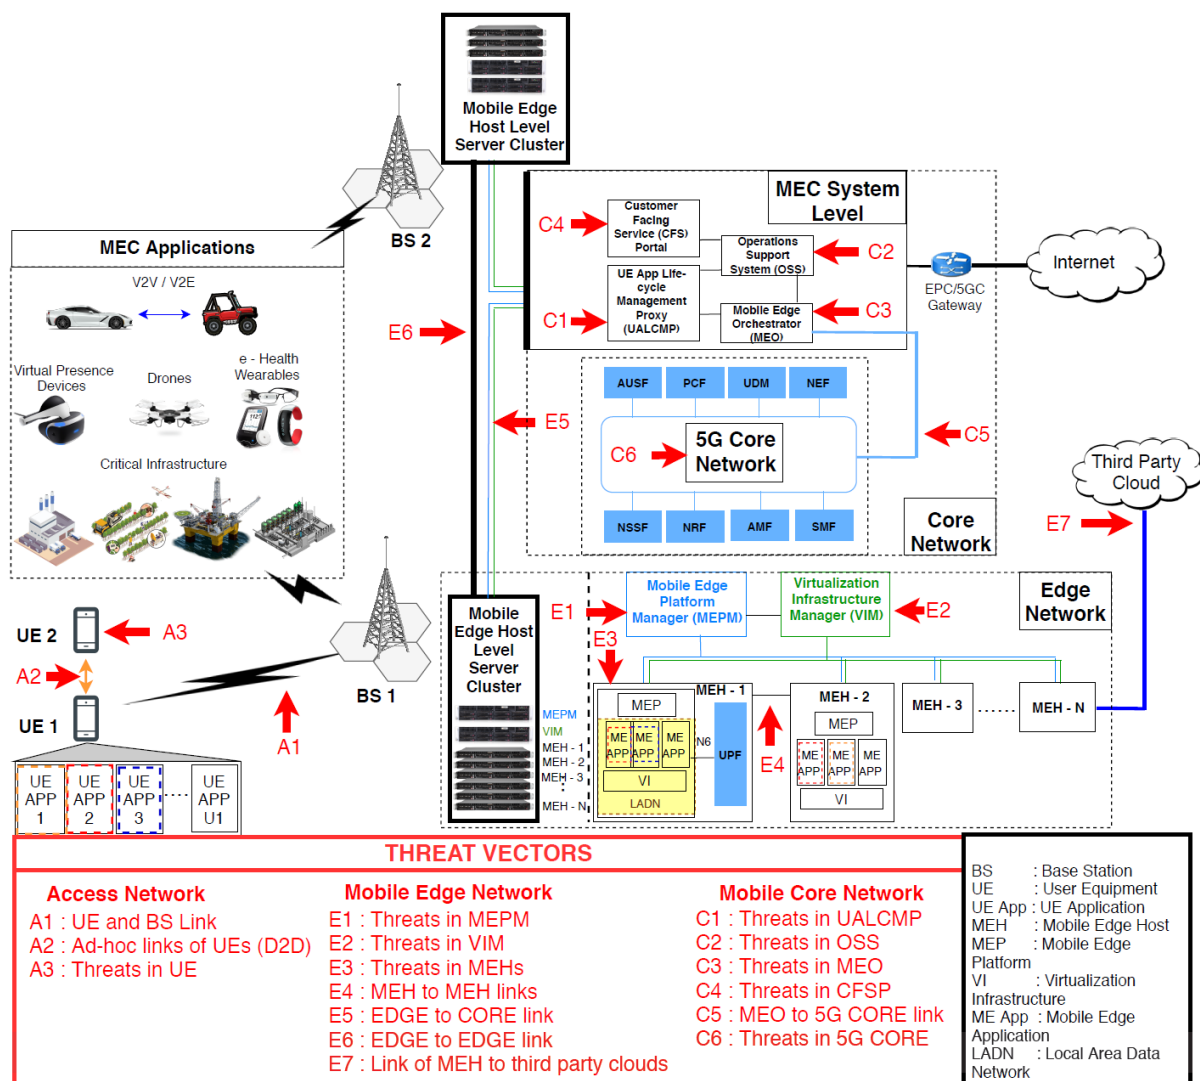 Mobile Edge
Host Level
Server Cluster
BS 2
MEC System
Level
C4
Customer
Facing
Service (CFS)
Portal
Operations
Support
System (OSS)
C2
UE App Life-
cycle
Management
Proxy
(UALCMP)
C1
Mobile Edge
Orchestrator
(MEO)
C3
EPC/5GC
Gateway
Internet
MEC Applications
V2V / V2E
Virtual Presence
Devices
Drones
e - Health
Wearables
Critical Infrastructure
E6
E5
AUSF
PCF
UDM
NEF
C6
5G Core
Network
C5
NSSF
NRF
AMF
SMF
Core
Network
Third Party
Cloud
E7
UE 2
A3
A2
UE 1
A1
BS 1
UE
APP
1
UE
APP
2
UE
APP
3
UE
APP
U1
Mobile
Edge Host
Level
Server
Cluster
MEPM
VIM
MEH - 1
MEH - 2
MEH - 3
MEH - N
E1
Mobile Edge
Platform
Manager (MEPM)
Virtualization
Infrastructure
Manager (VIM)
E2
Edge
Network
E3
MEH - 1
MEP
ME
APP
ME
APP
ME
APP
VI
LADN
N6
UPF
E4
MEH - 2
MEP
ME
APP
ME
APP
ME
APP
VI
MEH - 3
MEH - N
THREAT VECTORS
Access Network
A1 : UE and BS Link
A2 : Ad-hoc links of UEs (D2D)
A3 : Threats in UE
Mobile Edge Network
E1 : Threats in MEPM
E2 : Threats in VIM
E3 : Threats in MEHs
E4 : MEH to MEH links
E5 : EDGE to CORE link
E6 : EDGE to EDGE link
E7 : Link of MEH to third party clouds
Mobile Core Network
C1 : Threats in UALCMP
C2 : Threats in OSS
C3 : Threats in MEO
C4 : Threats in CFSP
C5 : MEO to 5G CORE link
C6 : Threats in 5G CORE
BS : Base Station
UE : User Equipment
UE App : UE Application
MEH : Mobile Edge Host
MEP : Mobile Edge
Platform
VI : Virtualization
Infrastructure
ME App : Mobile Edge
Application
LADN : Local Area Data
Network